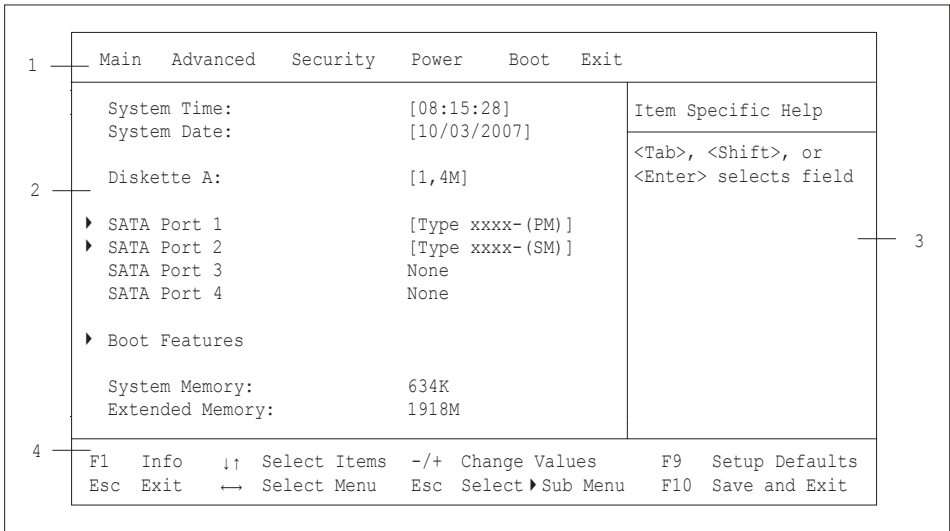 Main Advanced Security Power Boot Exit
1
System Time: [08:15:28]
System Date: [10/03/2007]
Item Specific Help
<Tab>, <Shift>, or
<Enter> selects field
Diskette A: [1,4M]
2
SATA Port 1 [Type xxxx-(PM)]
SATA Port 2 [Type xxxx-(SM)]
3
SATA Port 3 None
SATA Port 4 None
Boot Features
System Memory: 634K
Extended Memory: 1918M
4
F1 Info ↓↑ Select Items -/+ Change Values F9 Setup Defaults
Esc Exit ←→ Select Menu Esc Select ▶ Sub Menu F10 Save and Exit